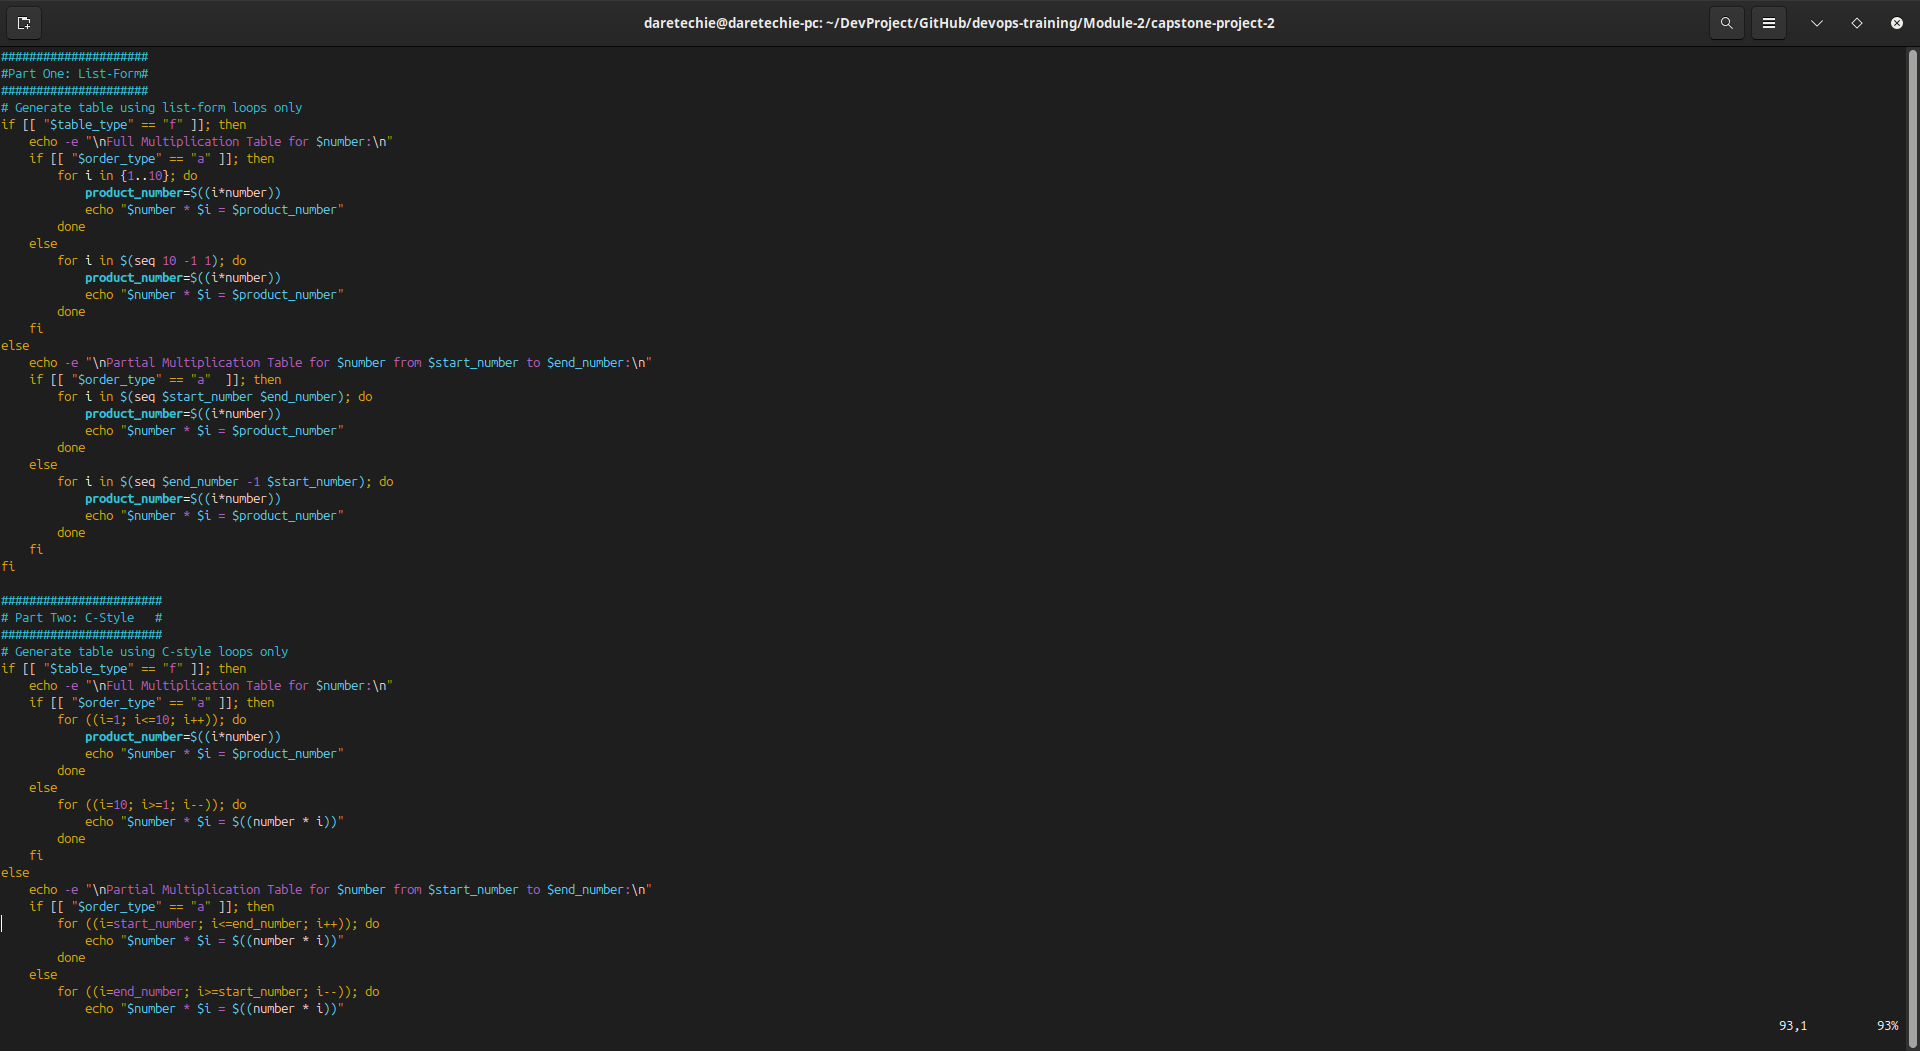 daretechie@daretechie-pc: ~/DevProject/GitHub/devops-training/Module-2/capstone-project-2
#####################
#Part One: List-Form#
#####################
# Generate table using list-form loops only
if [[ "$table_type" == "f" ]]; then
    echo -e "\nFull Multiplication Table for $number:\n"
    if [[ "$order_type" == "a" ]]; then
        for i in {1..10}; do
            product_number=$((i*number))
            echo "$number * $i = $product_number"
        done
    else
        for i in $(seq 10 -1 1); do
            product_number=$((i*number))
            echo "$number * $i = $product_number"
        done
    fi
else
    echo -e "\nPartial Multiplication Table for $number from $start_number to $end_number:\n"
    if [[ "$order_type" == "a"  ]]; then
        for i in $(seq $start_number $end_number); do
            product_number=$((i*number))
            echo "$number * $i = $product_number"
        done
    else
        for i in $(seq $end_number -1 $start_number); do
            product_number=$((i*number))
            echo "$number * $i = $product_number"
        done
    fi
fi

#######################
# Part Two: C-Style   #
#######################
# Generate table using C-style loops only
if [[ "$table_type" == "f" ]]; then
    echo -e "\nFull Multiplication Table for $number:\n"
    if [[ "$order_type" == "a" ]]; then
        for ((i=1; i<=10; i++)); do
            product_number=$((i*number))
            echo "$number * $i = $product_number"
        done
    else
        for ((i=10; i>=1; i--)); do
            echo "$number * $i = $((number * i))"
        done
    fi
else
    echo -e "\nPartial Multiplication Table for $number from $start_number to $end_number:\n"
    if [[ "$order_type" == "a" ]]; then
        for ((i=start_number; i<=end_number; i++)); do
            echo "$number * $i = $((number * i))"
        done
    else
        for ((i=end_number; i>=start_number; i--)); do
            echo "$number * $i = $((number * i))"
93,1 93%